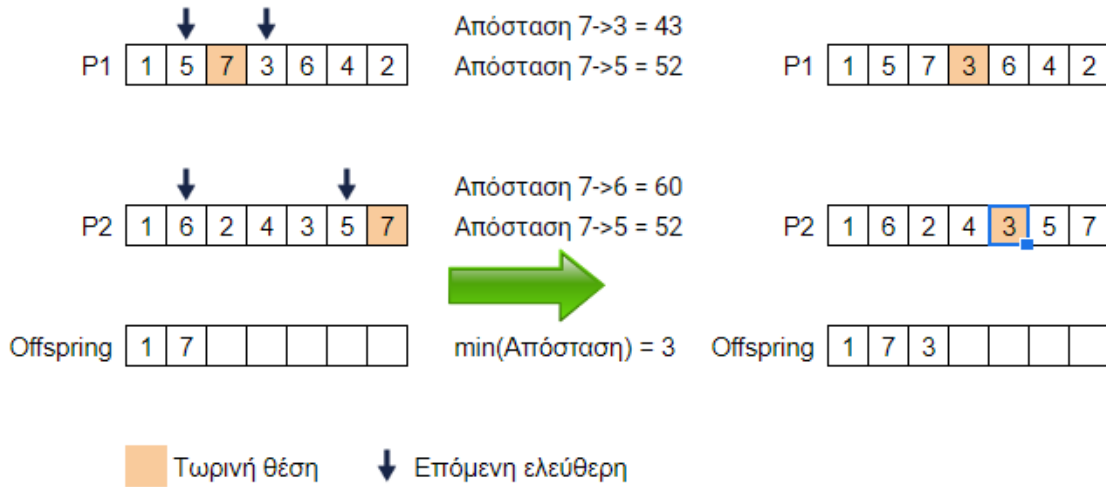 Απόσταση 7->3 = 43
P1 1 5 7 3 6 4 2
Απόσταση 7->5 = 52
P1 1 5 7 3 6 4 2
Απόσταση 7->6 = 60
P2 1 6 2 4 3 5 7
Απόσταση 7->5 = 52
P2 1 6 2 4 3 5 7
Offspring 1 7
min(Απόσταση) = 3
Offspring 1 7 3
Τωρινή θέση
Επόμενη ελεύθερη